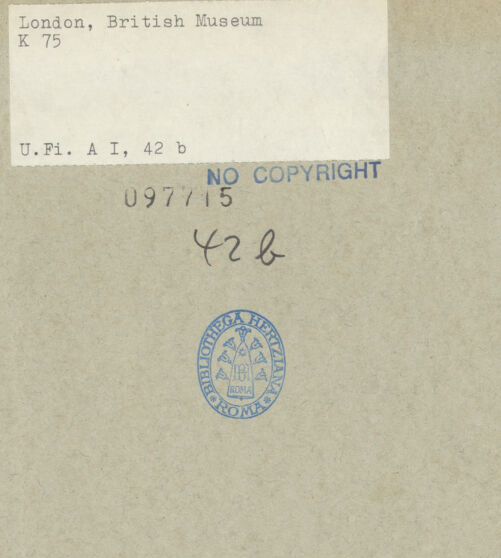 London, British Museum
K 75
U.Fi. A I, 42 b
NO COPYRIGHT
097715
42b
BIBLIOTHECA HERTZIANA
ROMA
*ROMA*